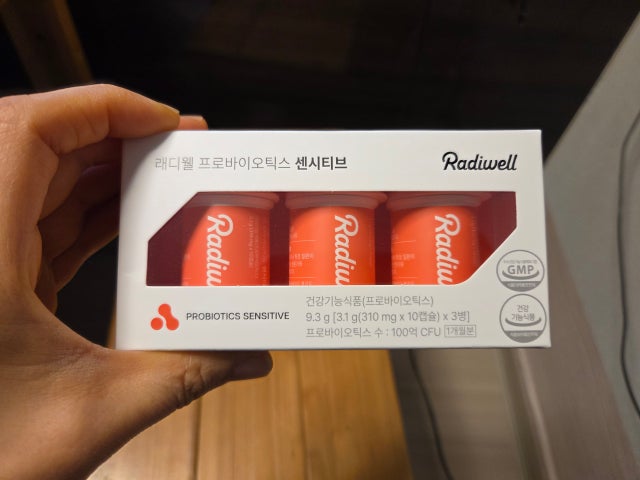 래디웰 프로바이오틱스 센시티브
Radiwell
Radiwell
Radiwell
Radiwell
PROBIOTICS SENSITIVE
건강기능식품(프로바이오틱스)
9.3 g [3.1 g(310 mg x 10캡슐) x 3병]
프로바이오틱스 수 : 100억 CFU 1개월분
GMP
건강
기능식품